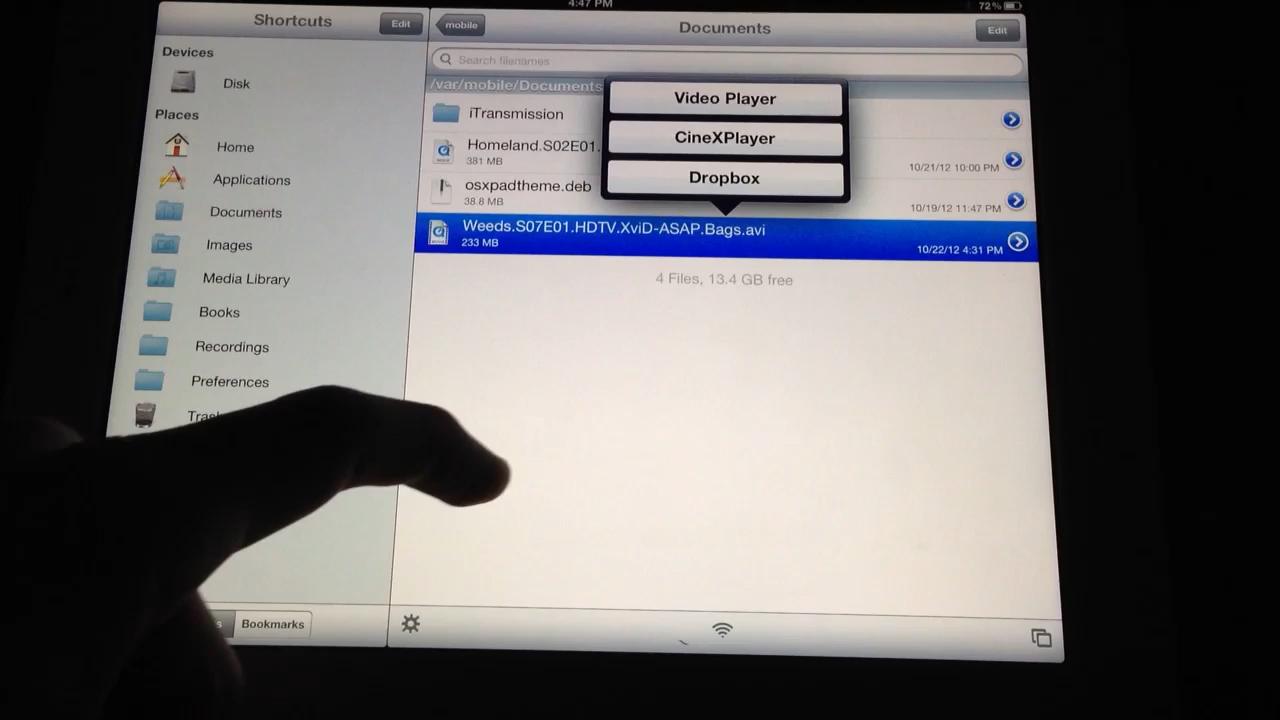 4:47 PM
72%
Shortcuts
Edit
mobile
Documents
Edit
Devices
Disk
Places
Home
Applications
Documents
Images
Media Library
Books
Recordings
Preferences
Tras
s
Bookmarks
Search filenames
/var/mobile/Documents
Video Player
CineXPlayer
Dropbox
iTransmission
Homeland.S02E01.
381 MB
10/21/12 10:00 PM
osxpadtheme.deb
38.8 MB
10/19/12 11:47 PM
Weeds.S07E01.HDTV.XviD-ASAP.Bags.avi
233 MB
10/22/12 4:31 PM
4 Files, 13.4 GB free